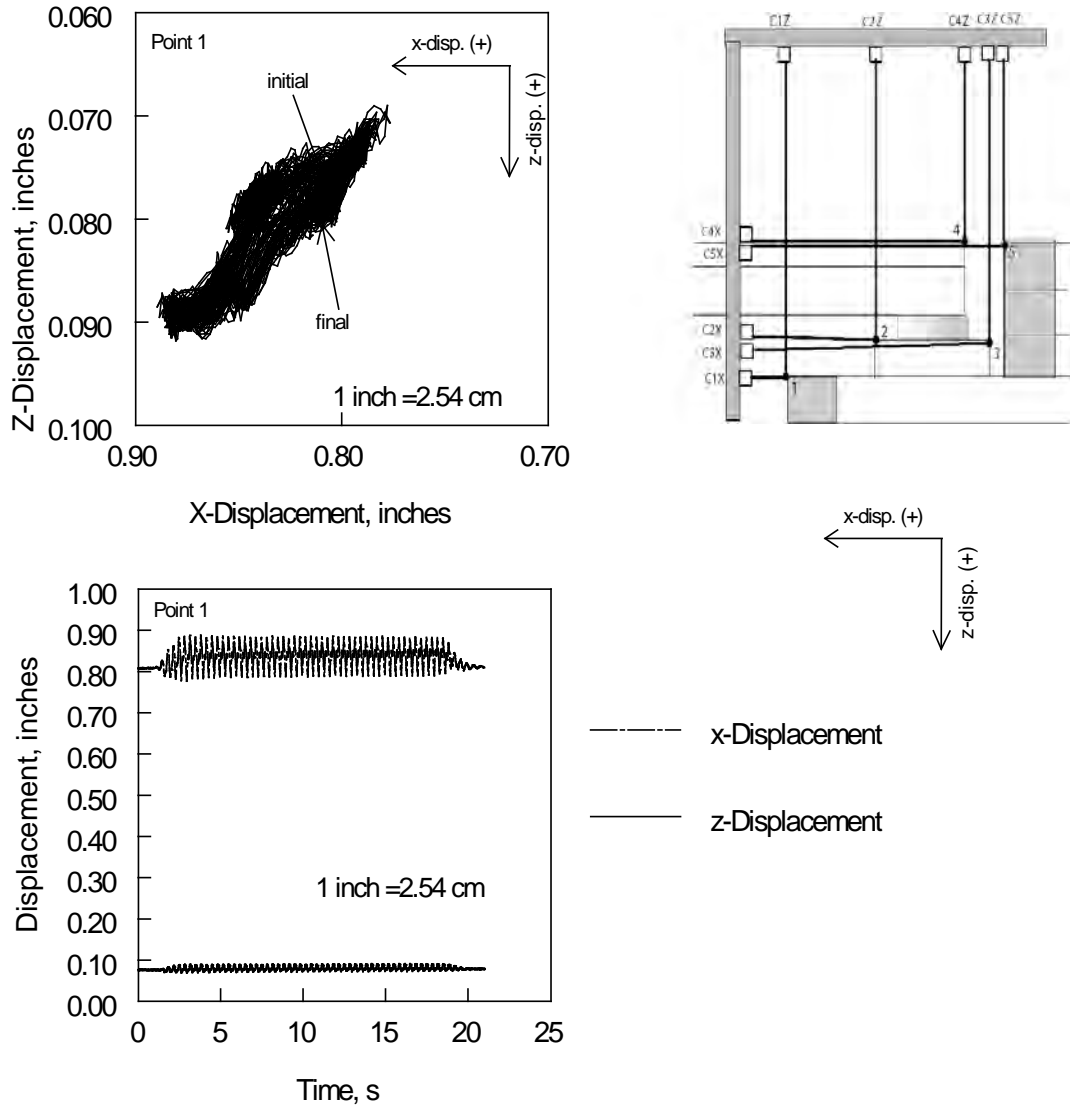 0.060
Point 1
x-disp. (+)
z-disp. (+)
initial
0.070
0.080
0.090
final
1 inch =2.54 cm
0.100
0.90
0.80
0.70
Z-Displacement, inches
X-Displacement, inches
C1Z
C2Z
C4Z
C3Z
C5Z
C4X
C5X
C2X
C3X
C1X
4
5
2
3
1
x-disp. (+)
z-disp. (+)
1.00
Point 1
0.90
0.80
0.70
0.60
0.50
0.40
0.30
0.20
0.10
0.00
1 inch =2.54 cm
0
5
10
15
20
25
Displacement, inches
Time, s
x-Displacement
z-Displacement